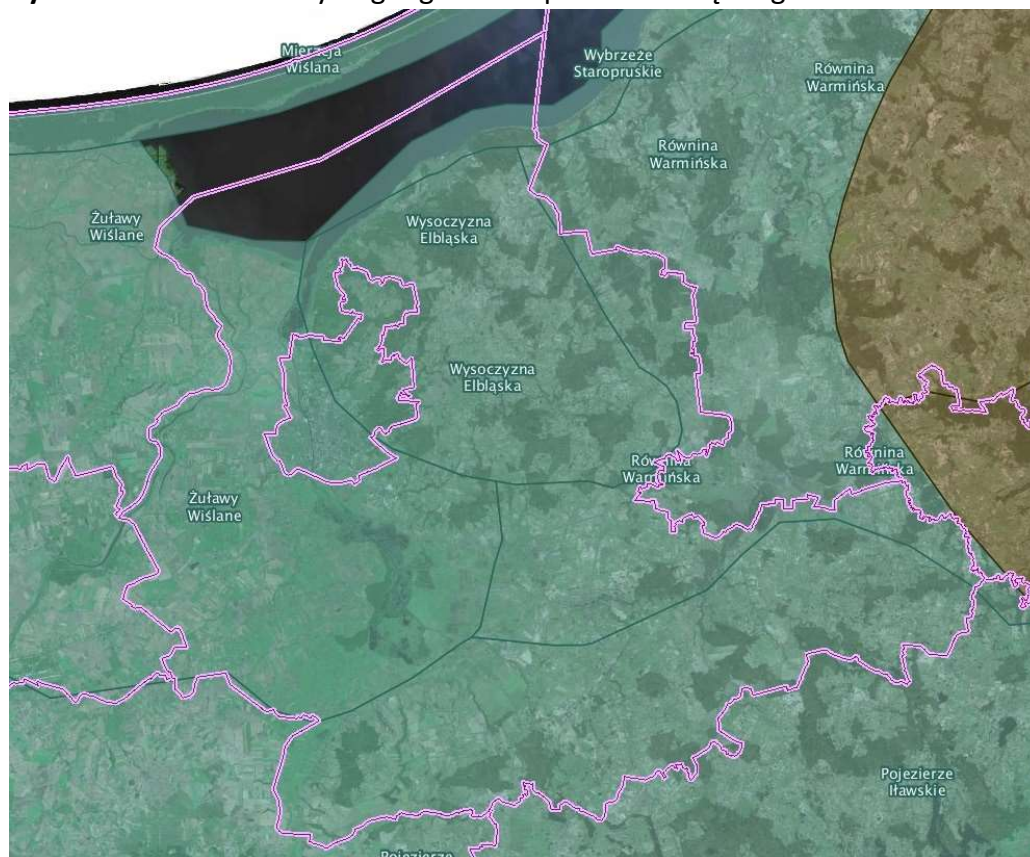 Mierzeja
Wiślana
Wybrzeże
Staropruskie
Równina
Warmińska
Równina
Warmińska
Żuławy
Wiślane
Wysoczyzna
Elbląska
Wysoczyzna
Elbląska
Równina
Warmińska
Równina
Warmińska
Żuławy
Wiślane
Pojezierze
Iławskie
Pojezierze